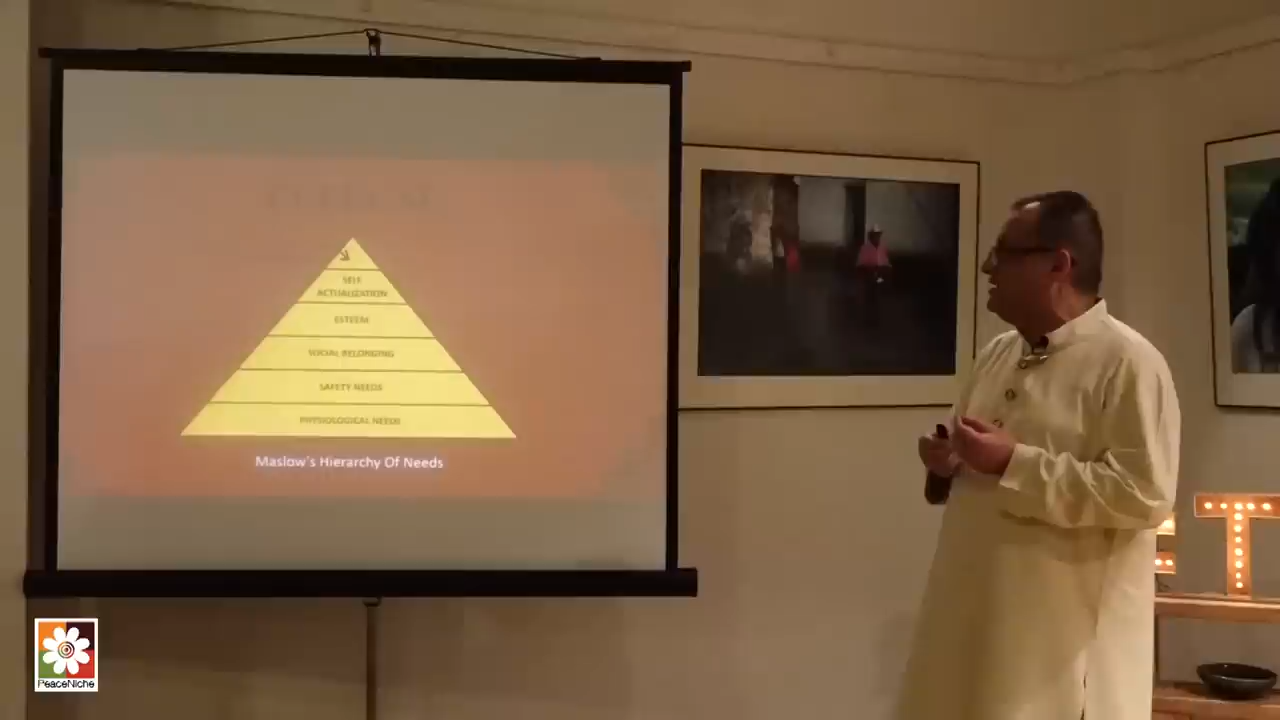 SELF
ACTUALIZATION
ESTEEM
SOCIAL BELONGING
SAFETY NEEDS
PHYSIOLOGICAL NEEDS
Maslow's Hierarchy Of Needs
T
PeaceNiche